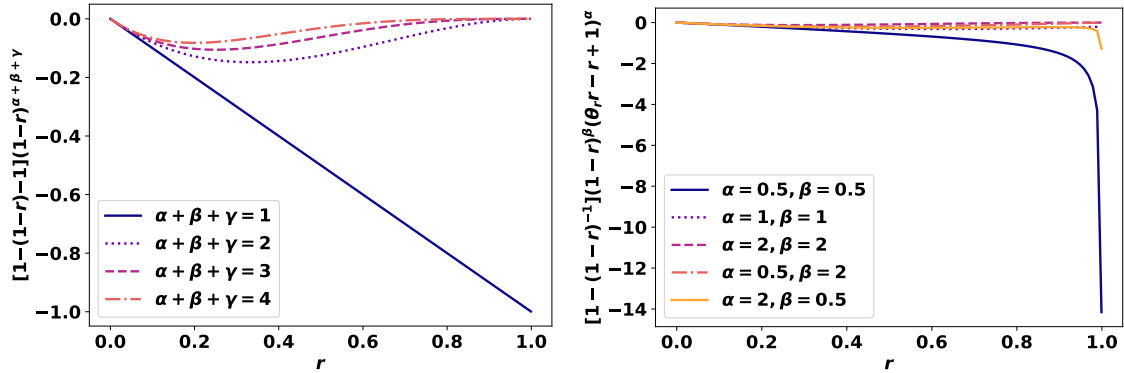 [1−(1−r)−1](1−r)^{α+β+γ}
0.0
−0.2
−0.4
−0.6
−0.8
−1.0
α + β + γ = 1
α + β + γ = 2
α + β + γ = 3
α + β + γ = 4
0.0 0.2 0.4 0.6 0.8 1.0
r
[1−(1−r)^{−1}](1−r)^β(θ_r r−r+1)^α
0
−2
−4
−6
−8
−10
−12
−14
α = 0.5, β = 0.5
α = 1, β = 1
α = 2, β = 2
α = 0.5, β = 2
α = 2, β = 0.5
0.0 0.2 0.4 0.6 0.8 1.0
r